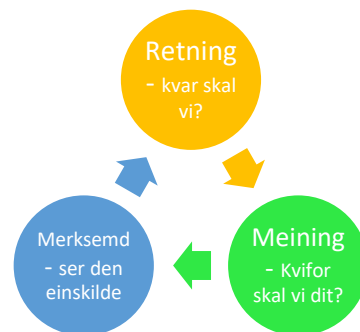 Retning
- kvar skal
vi?
Merksemd
- ser den
einskilde
Meining
- Kvifor
skal vi dit?